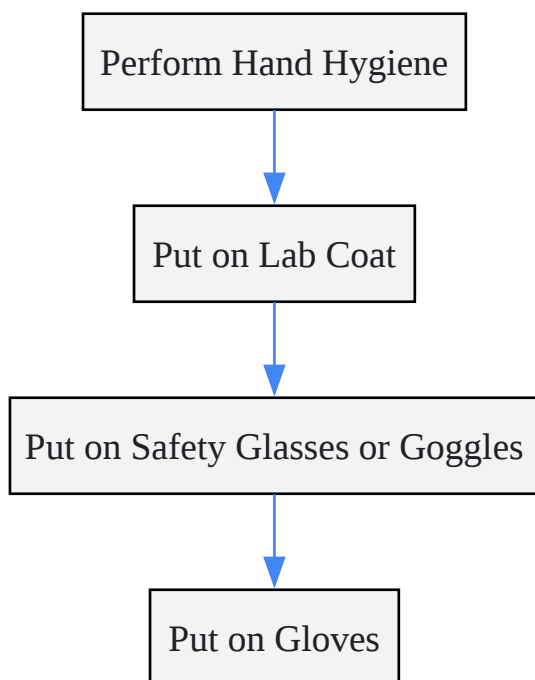 Perform Hand Hygiene
Put on Lab Coat
Put on Safety Glasses or Goggles
Put on Gloves